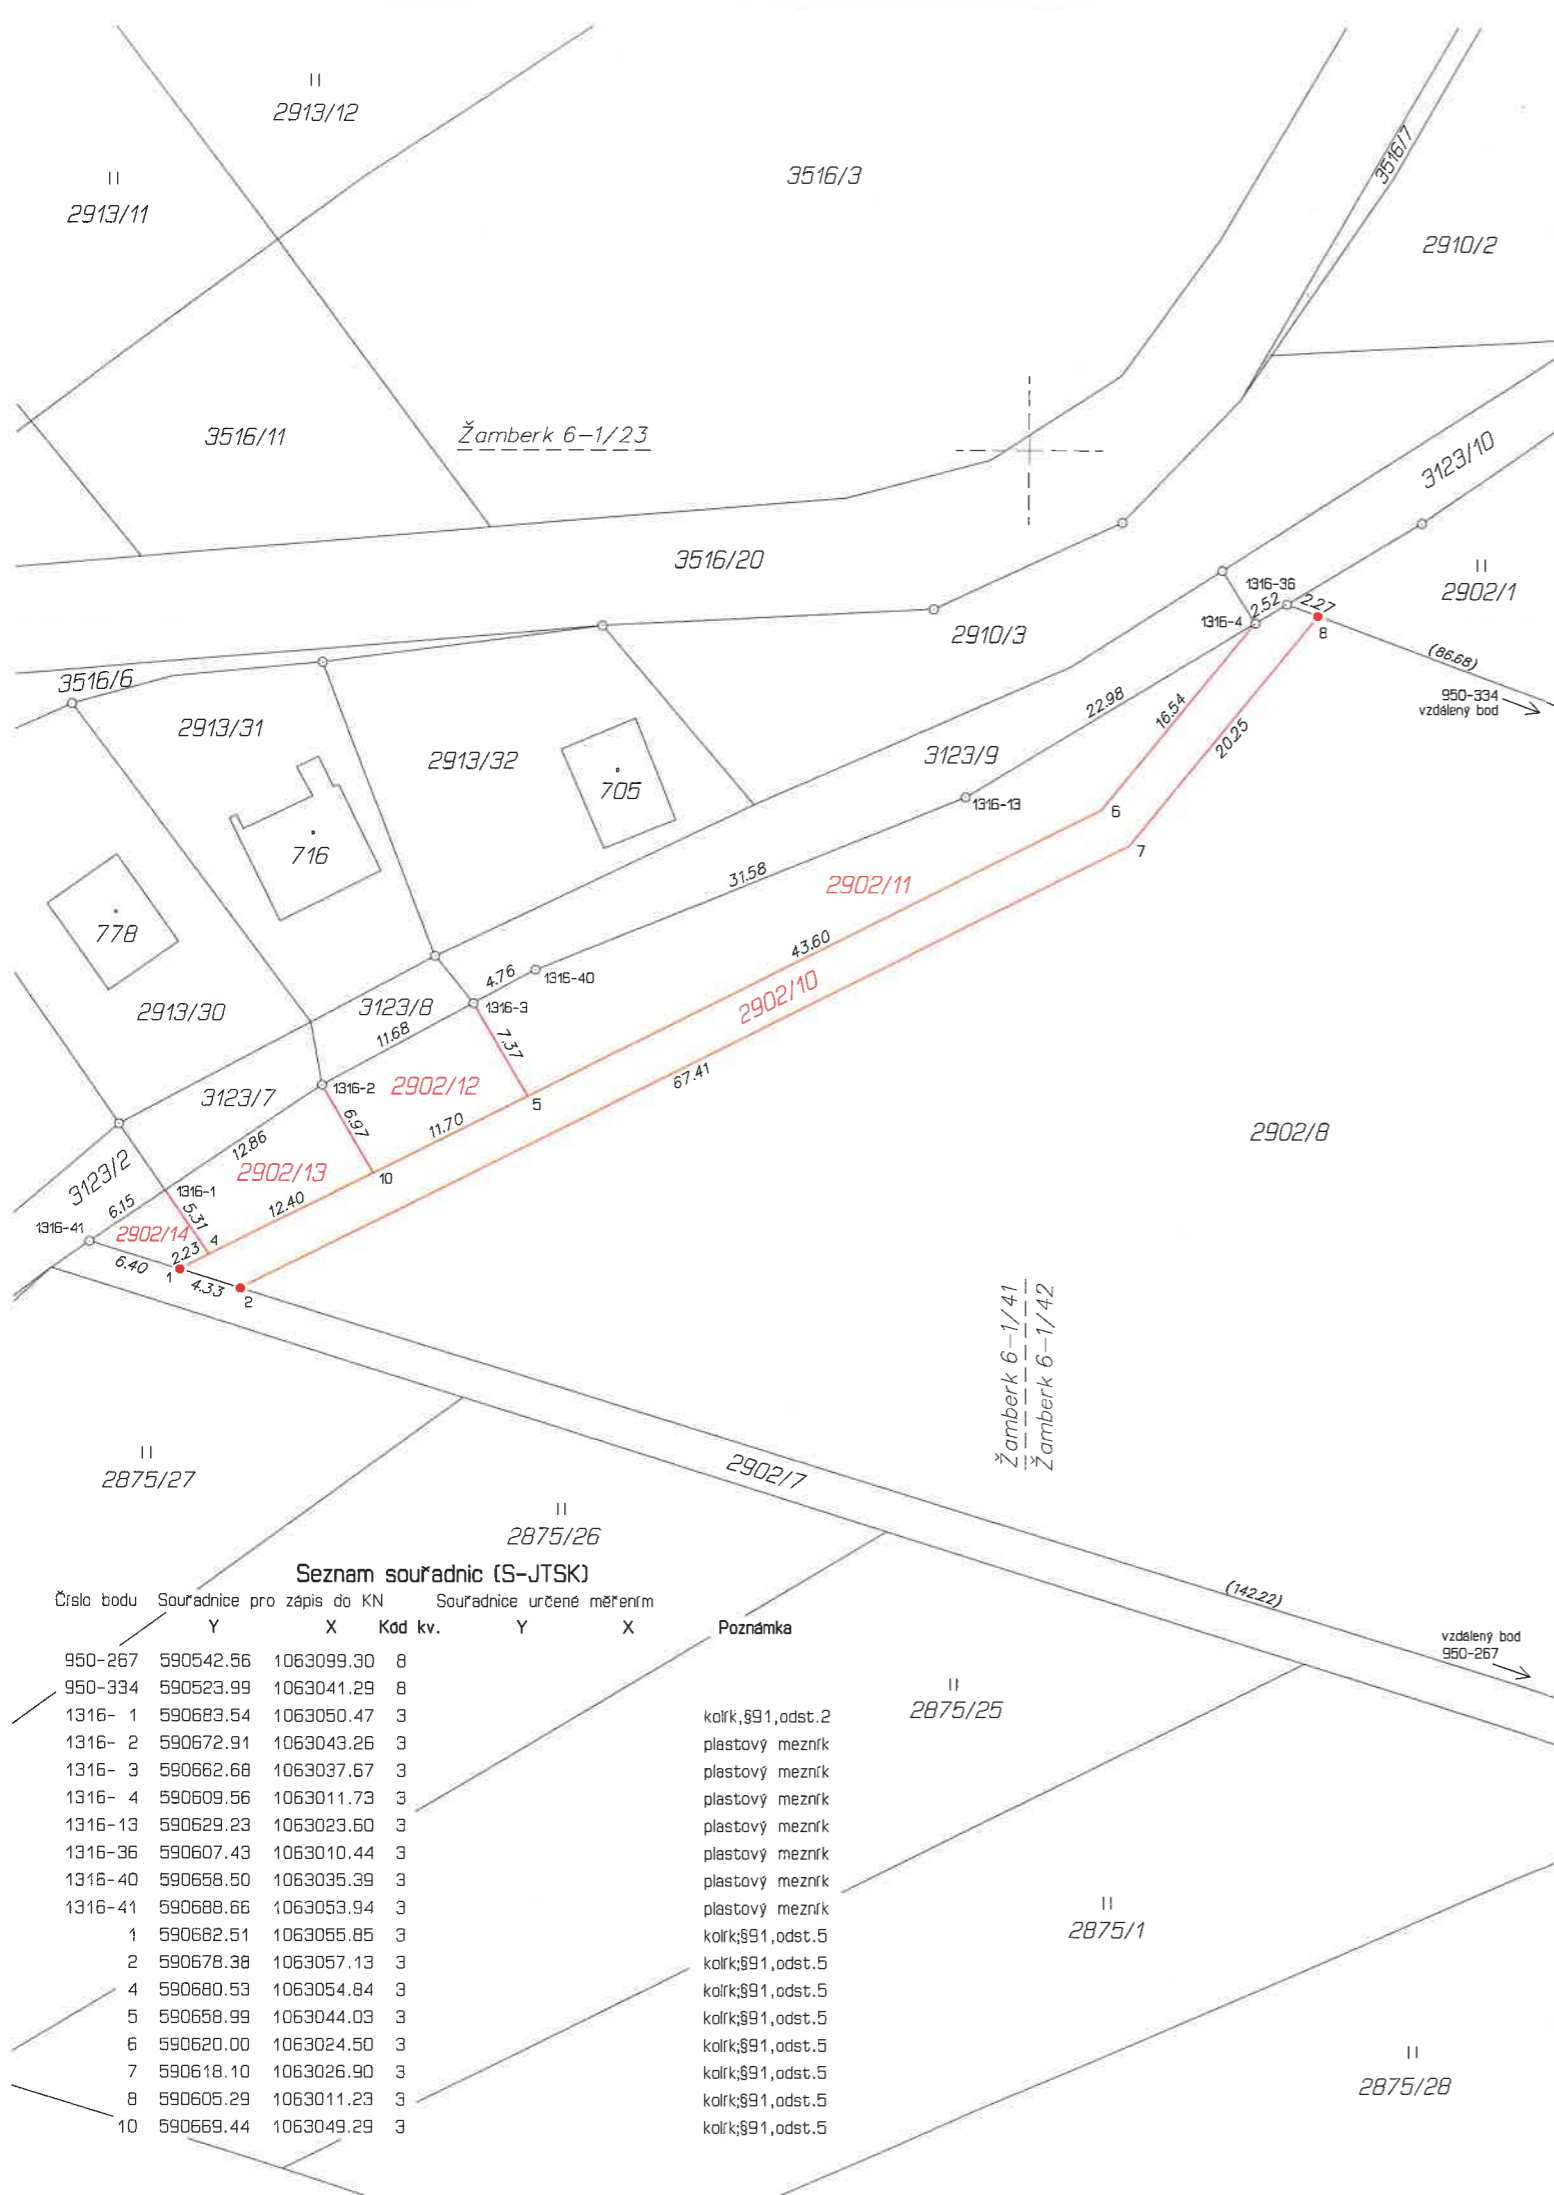 II
2913/12
II
2913/11
3516/3
3516/7
2910/2
3516/11
Žamberk 6-1/23
3123/10
3516/20
II
2902/1
1316-36
2.52
2.27
1316-4
8
2910/3
(86.68)
950-334
vzdálený bod
3516/6
2913/31
2913/32
22.98
16.54
20.25
3123/9
705
1316-13
6
716
7
31.58
2902/11
778
43.60
4.76
1316-40
2902/10
2913/30
3123/8
1316-3
11.68
7.37
67.41
1316-2
2902/12
3123/7
5
6.97
11.70
12.86
2902/8
3123/2
2902/13
10
1316-1
6.15
5.31
12.40
1316-41
2902/14
4
2.23
6.40
1
4.33
2
Žamberk 6-1/41
Žamberk 6-1/42
II
2875/27
2902/7
II
2875/26
(142.22)
vzdálený bod
950-267
Seznam souřadnic (S-JTSK)
Číslo bodu Souřadnice pro zápis do KN Souřadnice určené měřením
Y X Kód kv. Y X Poznámka
950-267 590542.56 1063099.30 8
950-334 590523.99 1063041.29 8
1316- 1 590683.54 1063050.47 3 kolík,§91,odst.2
1316- 2 590672.91 1063043.26 3 plastový mezník
1316- 3 590662.68 1063037.67 3 plastový mezník
1316- 4 590609.56 1063011.73 3 plastový mezník
1316-13 590629.23 1063023.60 3 plastový mezník
1316-36 590607.43 1063010.44 3 plastový mezník
1316-40 590658.50 1063035.39 3 plastový mezník
1316-41 590688.66 1063053.94 3 plastový mezník
1 590682.51 1063055.85 3 kolík;§91,odst.5
2 590678.38 1063057.13 3 kolík;§91,odst.5
4 590680.53 1063054.84 3 kolík;§91,odst.5
5 590658.99 1063044.03 3 kolík;§91,odst.5
6 590620.00 1063024.50 3 kolík;§91,odst.5
7 590618.10 1063026.90 3 kolík;§91,odst.5
8 590605.29 1063011.23 3 kolík;§91,odst.5
10 590669.44 1063049.29 3 kolík;§91,odst.5
II
2875/25
II
2875/1
II
2875/28